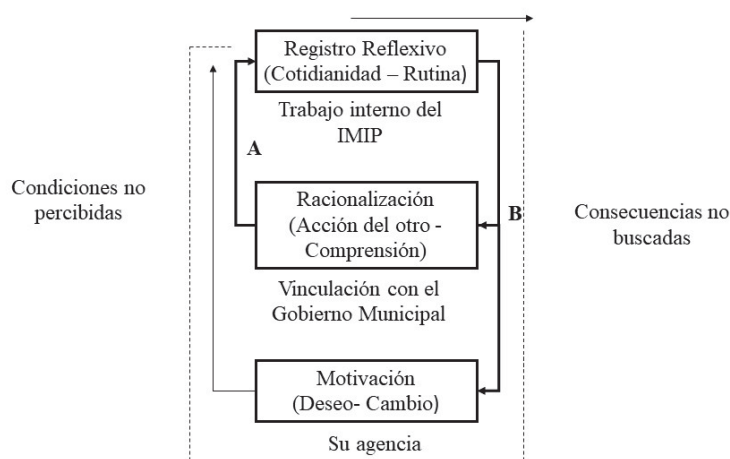 Registro Reflexivo
(Cotidianidad – Rutina)
Trabajo interno del
IMIP
A
Condiciones no
percibidas
Racionalización
(Acción del otro -
Comprensión)
B
Consecuencias no
buscadas
Vinculación con el
Gobierno Municipal
Motivación
(Deseo- Cambio)
Su agencia